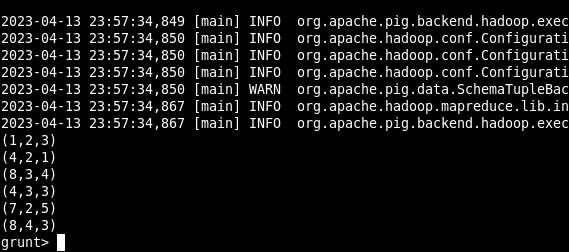 2023-04-13 23:57:34,849 [main] INFO  org.apache.pig.backend.hadoop.exec
2023-04-13 23:57:34,850 [main] INFO  org.apache.hadoop.conf.Configurati
2023-04-13 23:57:34,850 [main] INFO  org.apache.hadoop.conf.Configurati
2023-04-13 23:57:34,850 [main] INFO  org.apache.hadoop.conf.Configurati
2023-04-13 23:57:34,850 [main] WARN  org.apache.pig.data.SchemaTupleBac
2023-04-13 23:57:34,867 [main] INFO  org.apache.hadoop.mapreduce.lib.in
2023-04-13 23:57:34,867 [main] INFO  org.apache.pig.backend.hadoop.exec
(1,2,3)
(4,2,1)
(8,3,4)
(4,3,3)
(7,2,5)
(8,4,3)
grunt>